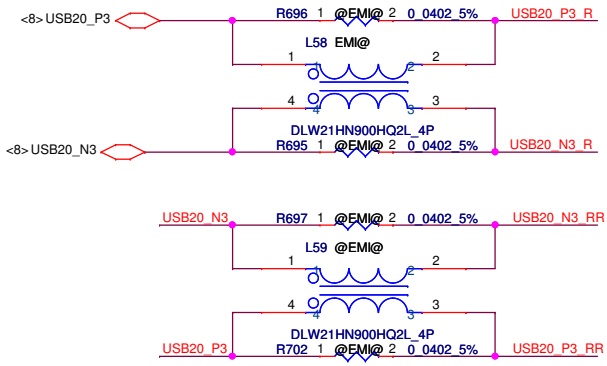 <8> USB20_P3 R696 1 @EMI@ 2 0_0402_5% USB20_P3_R
L58 EMI@
1 2
1 2
4 3
4 3
DLW21HN900HQ2L_4P
<8> USB20_N3 R695 1 @EMI@ 2 0_0402_5% USB20_N3_R
USB20_N3 R697 1 @EMI@ 2 0_0402_5% USB20_N3_RR
L59 @EMI@
1 2
1 2
4 3
4 3
DLW21HN900HQ2L_4P
USB20_P3 R702 1 @EMI@ 2 0_0402_5% USB20_P3_RR